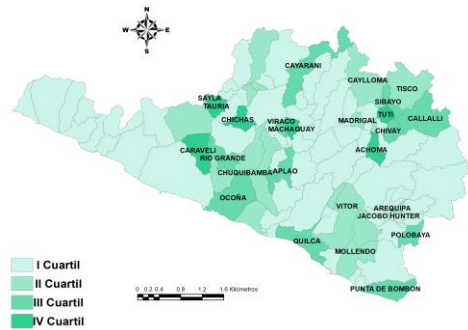 N
W E
S
CAYARANI
CAYLLOMA
TISCO
SAYLA
TAURIA
SIBAYO
CHICHAS
VIRACO
MACHAGUAY
MADRIGAL
TUTI
CALLALLI
CHIVAY
CARAVELI
RIO GRANDE
ACHOMA
CHUQUIBAMBA
APLAO
OCOÑA
VITOR
AREQUIPA
JACOBO HUNTER
QUILCA
POLOBAYA
MOLLENDO
PUNTA DE BOMBON
I Cuartil
II Cuartil
III Cuartil
IV Cuartil
0 0.2 0.4 0.8 1.2 1.6 Kilómetros